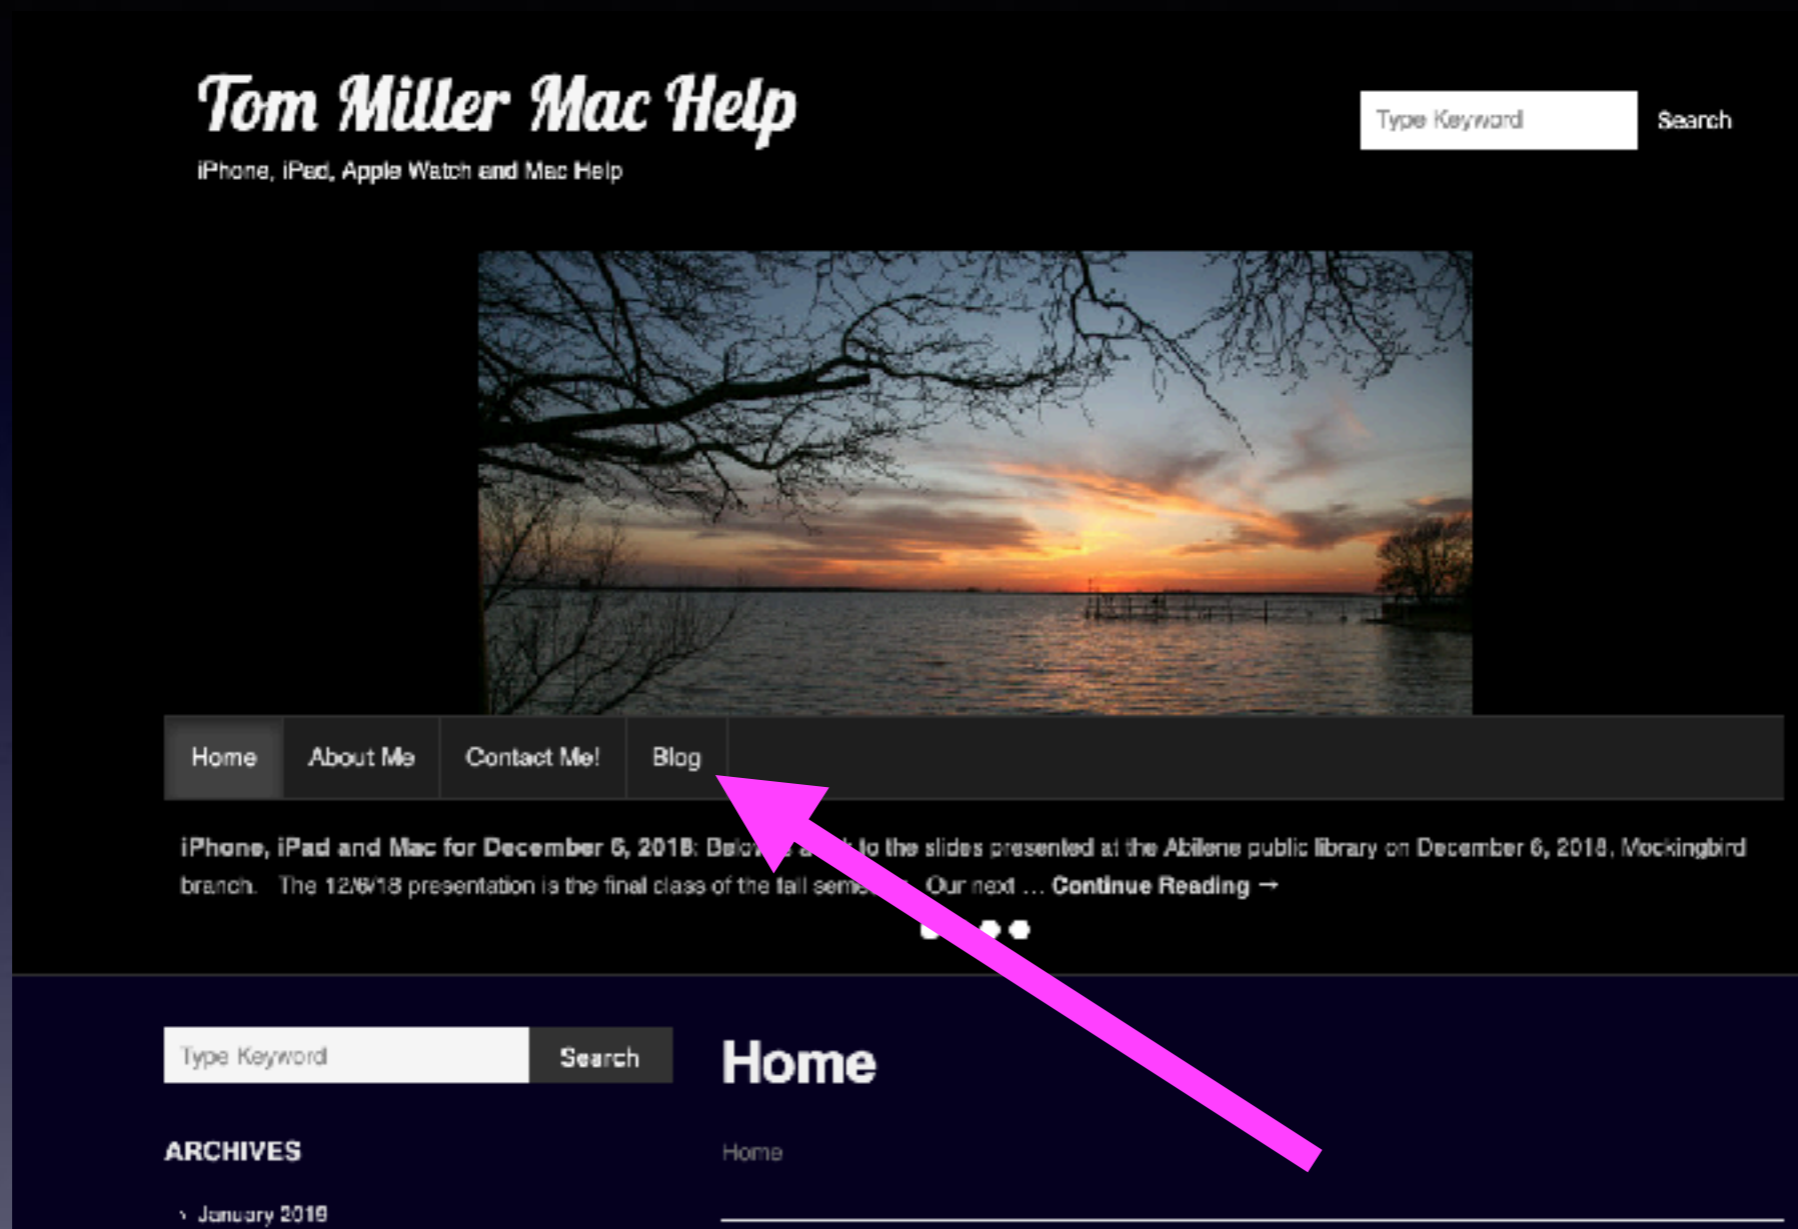 Tom Miller Mac Help
iPhone, iPad, Apple Watch and Mac Help
Type Keyword Search
Home About Me Contact Me! Blog
iPhone, iPad and Mac for December 6, 2018: to the slides presented at the Abilene public library on December 6, 2018, Mockingbird
branch. The 12/6/18 presentation is the final class of the fall Our next ... Continue Reading →
Type Keyword Search
Home
ARCHIVES
Home
› January 2019